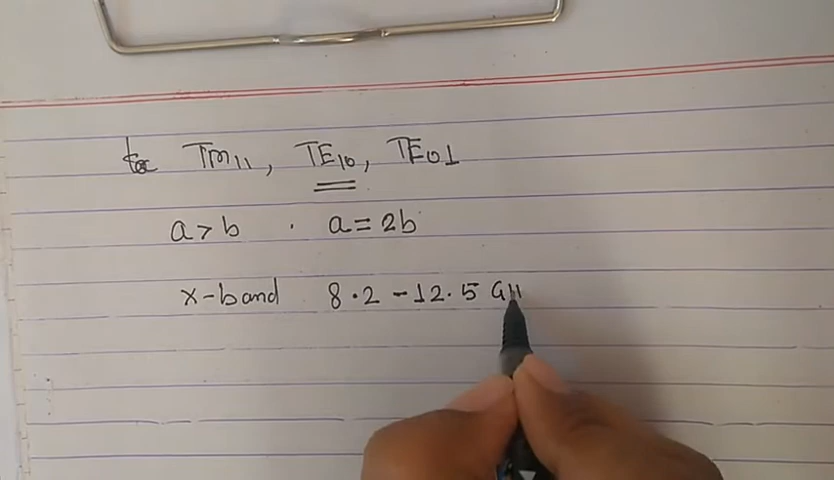 for TM11, TE10, TE01
a > b . a = 2b
x-band 8.2 - 12.5 GH